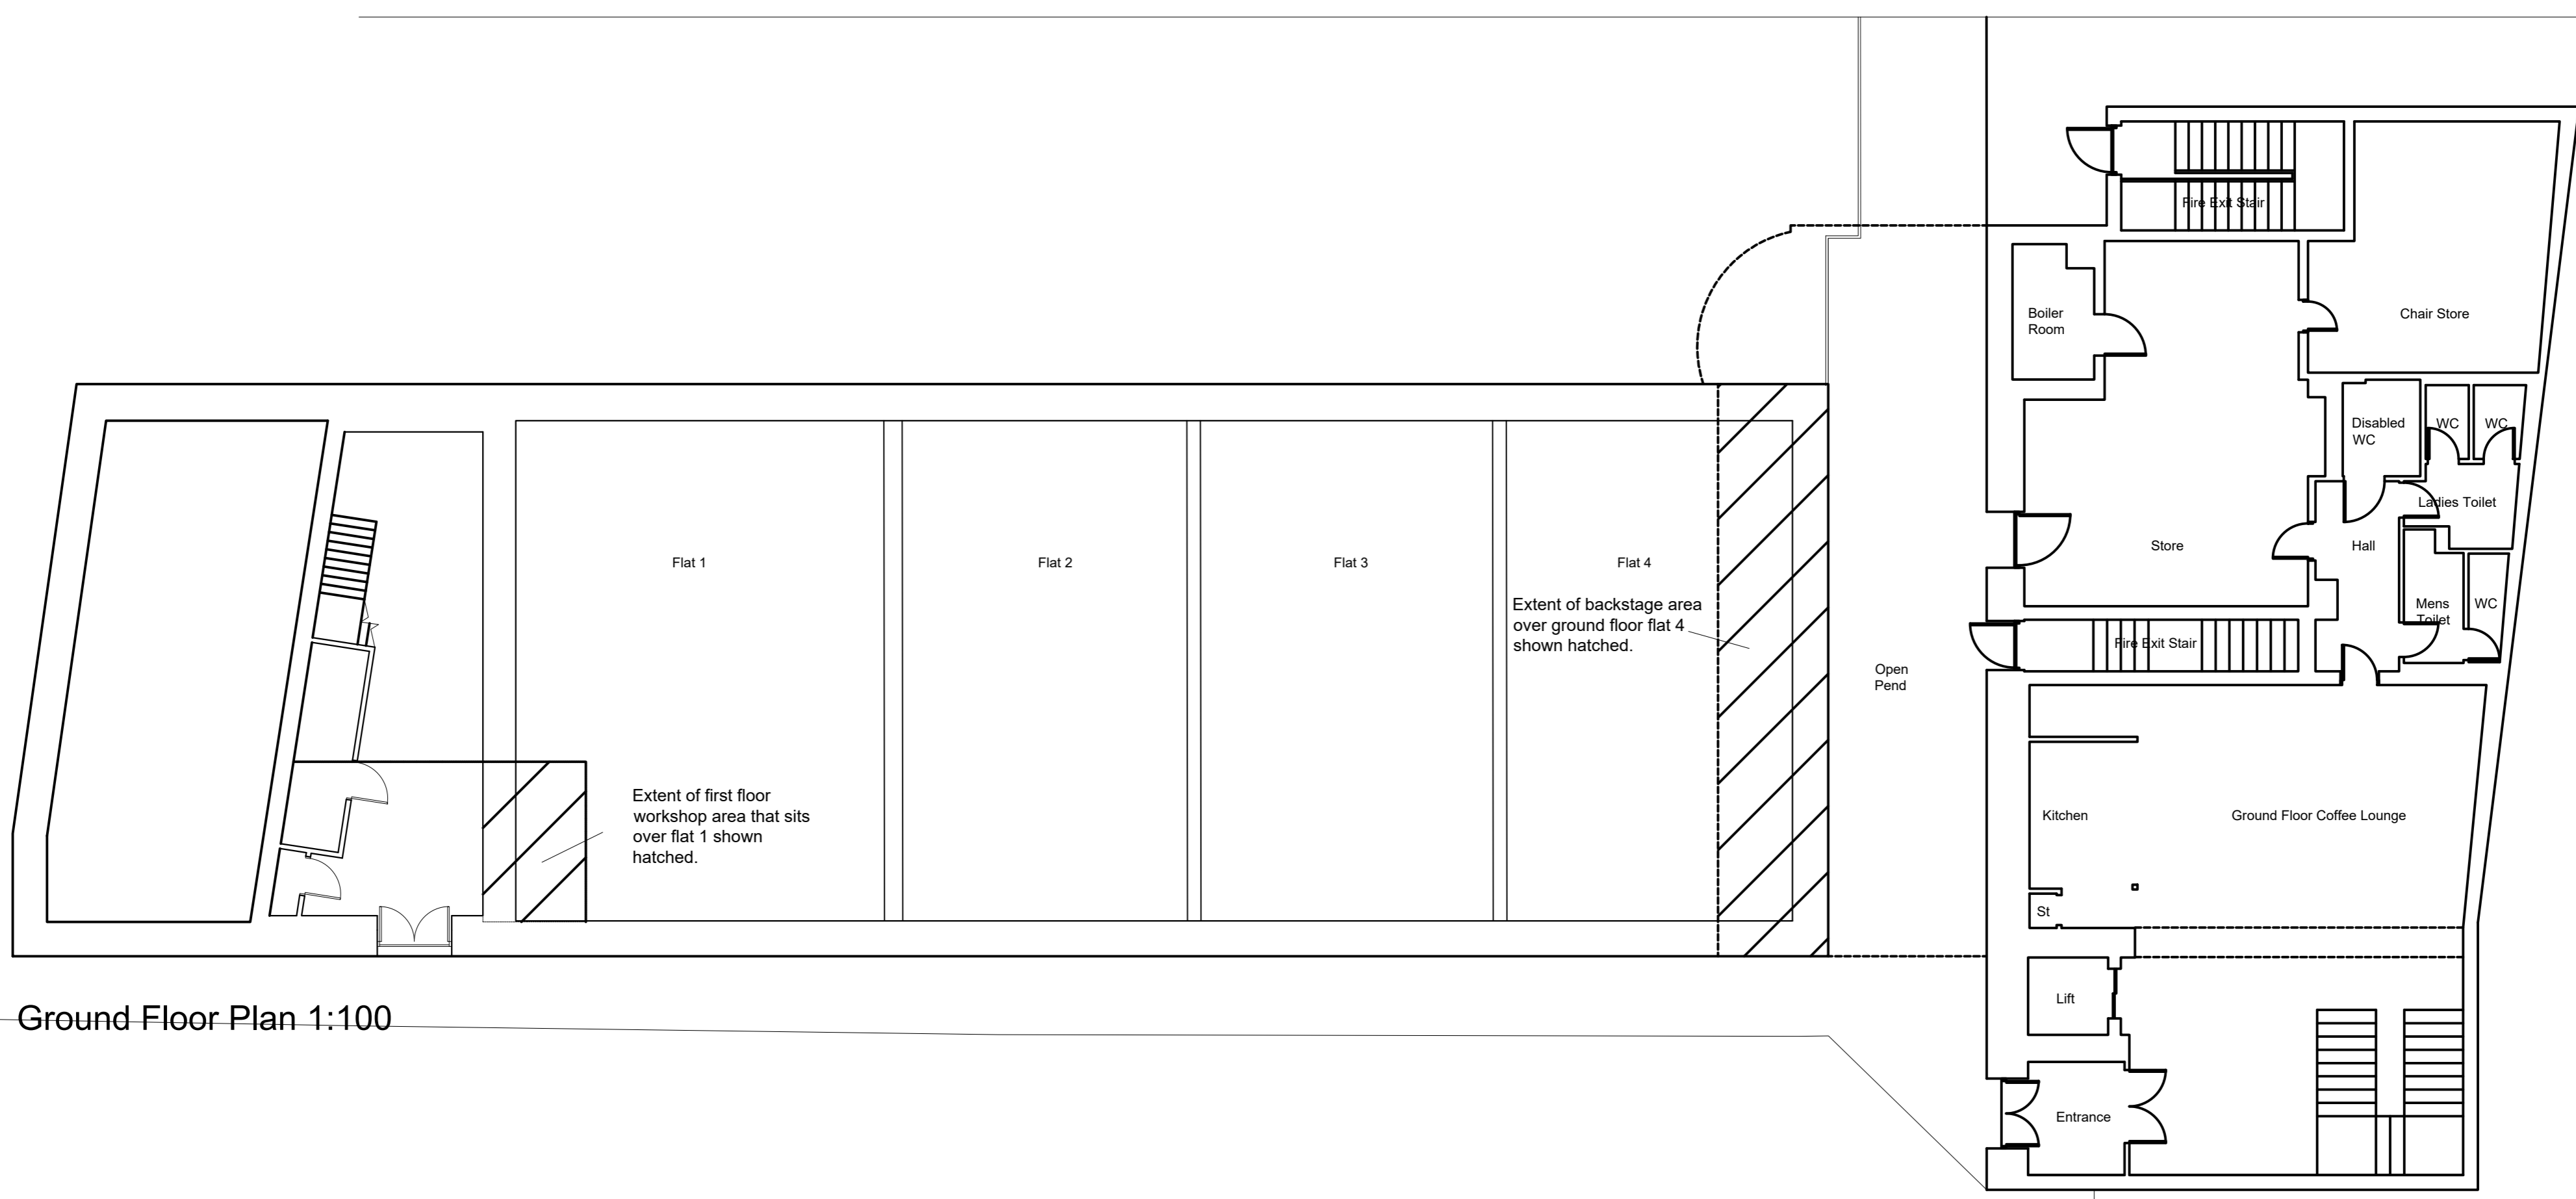 Fire Exit Stair
Boiler
Room
Chair Store
Disabled
WC
WC
WC
Ladies Toilet
Flat 1
Flat 2
Flat 3
Flat 4
Store
Hall
Extent of backstage area
over ground floor flat 4
shown hatched.
Mens
Toilet
WC
Fire Exit Stair
Open
Pend
Extent of first floor
workshop area that sits
over flat 1 shown
hatched.
Kitchen
Ground Floor Coffee Lounge
St
Lift
Ground Floor Plan 1:100
Entrance